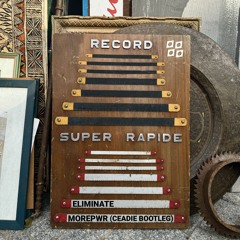 RECORD
SUPER RAPIDE
ELIMINATE
MOREPWR (CEADIE BOOTLEG)